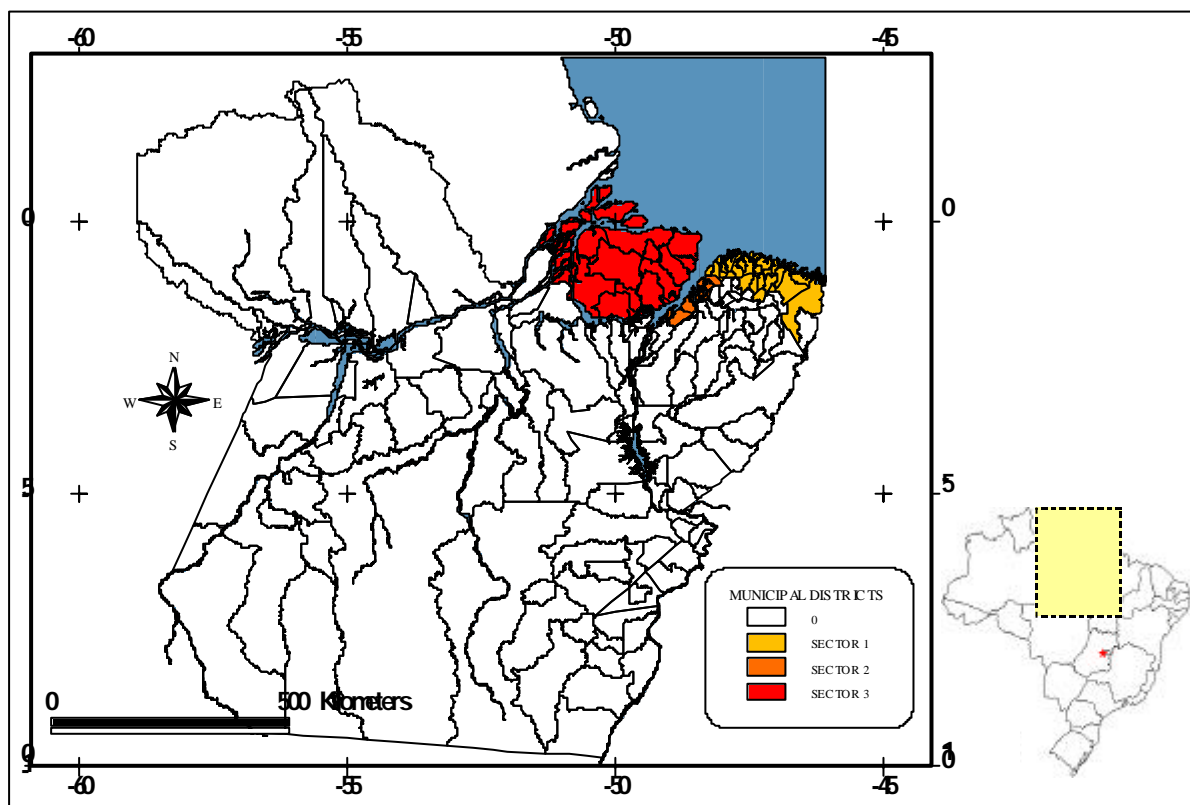 -60 -55 -50 -45
0 0
N
W E
S
5 5
MUNICIPAL DISTRICTS
0
SECTOR 1
SECTOR 2
SECTOR 3
0 500 Kilometers
-60 -55 -50 -45